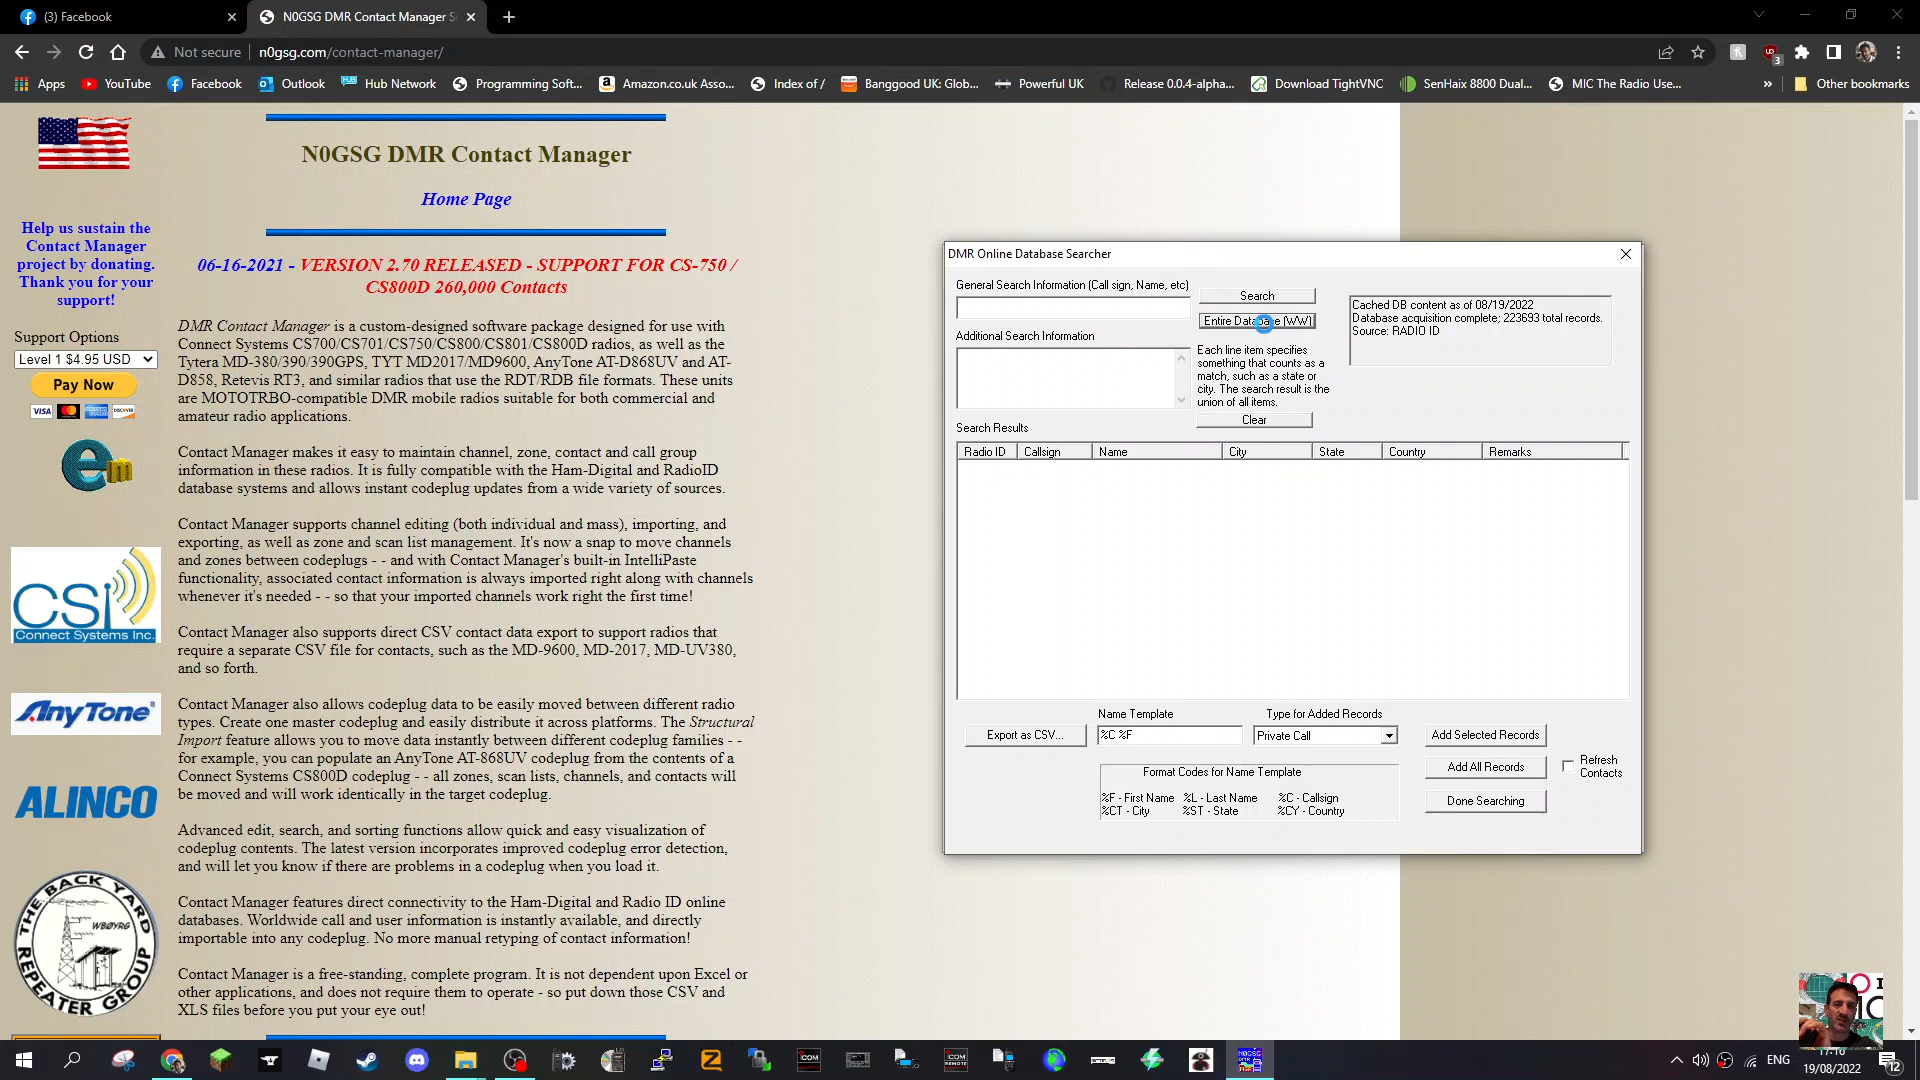 (3) Facebook
N0GSG DMR Contact Manager S
Not secure
n0gsg.com/contact-manager/
3
Apps
YouTube
Facebook
Outlook
Hub Network
Programming Soft...
Amazon.co.uk Asso...
Index of /
Banggood UK: Glob...
Powerful UK
Release 0.0.4-alpha...
Download TightVNC
SenHaix 8800 Dual...
MIC The Radio Use...
»
Other bookmarks
Help us sustain the
Contact Manager
project by donating.
Thank you for your
support!
Support Options
Level 1 $4.95 USD
Pay Now
VISA
DISCOVER
em
CSi
Connect Systems Inc.
AnyTone®
ALINCO
THE BACK YARD
REPEATER GROUP
WB0YRG
N0GSG DMR Contact Manager
Home Page
06-16-2021 - VERSION 2.70 RELEASED - SUPPORT FOR CS-750 /
CS800D 260,000 Contacts
DMR Contact Manager is a custom-designed software package designed for use with
Connect Systems CS700/CS701/CS750/CS800/CS801/CS800D radios, as well as the
Tytera MD-380/390/390GPS, TYT MD2017/MD9600, AnyTone AT-D868UV and AT-
D858, Retevis RT3, and similar radios that use the RDT/RDB file formats. These units
are MOTOTRBO-compatible DMR mobile radios suitable for both commercial and
amateur radio applications.
Contact Manager makes it easy to maintain channel, zone, contact and call group
information in these radios. It is fully compatible with the Ham-Digital and RadioID
database systems and allows instant codeplug updates from a wide variety of sources.
Contact Manager supports channel editing (both individual and mass), importing, and
exporting, as well as zone and scan list management. It's now a snap to move channels
and zones between codeplugs - - and with Contact Manager's built-in IntelliPaste
functionality, associated contact information is always imported right along with channels
whenever it's needed - - so that your imported channels work right the first time!
Contact Manager also supports direct CSV contact data export to support radios that
require a separate CSV file for contacts, such as the MD-9600, MD-2017, MD-UV380,
and so forth.
Contact Manager also allows codeplug data to be easily moved between different radio
types. Create one master codeplug and easily distribute it across platforms. The Structural
Import feature allows you to move data instantly between different codeplug families - -
for example, you can populate an AnyTone AT-868UV codeplug from the contents of a
Connect Systems CS800D codeplug - - all zones, scan lists, channels, and contacts will
be moved and will work identically in the target codeplug.
Advanced edit, search, and sorting functions allow quick and easy visualization of
codeplug contents. The latest version incorporates improved codeplug error detection,
and will let you know if there are problems in a codeplug when you load it.
Contact Manager features direct connectivity to the Ham-Digital and Radio ID online
databases. Worldwide call and user information is instantly available, and directly
importable into any codeplug. No more manual retyping of contact information!
Contact Manager is a free-standing, complete program. It is not dependent upon Excel or
other applications, and does not require them to operate - so put down those CSV and
XLS files before you put your eye out!
DMR Online Database Searcher
General Search Information (Call sign, Name, etc)
Search
Entire Database (WW)
Additional Search Information
Each line item specifies
something that counts as a
match, such as a state or
city. The search result is the
union of all items.
Clear
Cached DB content as of 08/19/2022
Database acquisition complete; 223693 total records.
Source: RADIO ID
Search Results
Radio ID
Callsign
Name
City
State
Country
Remarks
Export as CSV...
Name Template
%C %F
Type for Added Records
Private Call
Add Selected Records
Add All Records
Done Searching
Refresh
Contacts
Format Codes for Name Template
%F - First Name %L - Last Name %C - Callsign
%CT - City %ST - State %CY - Country
ENG
17:10
19/08/2022
12